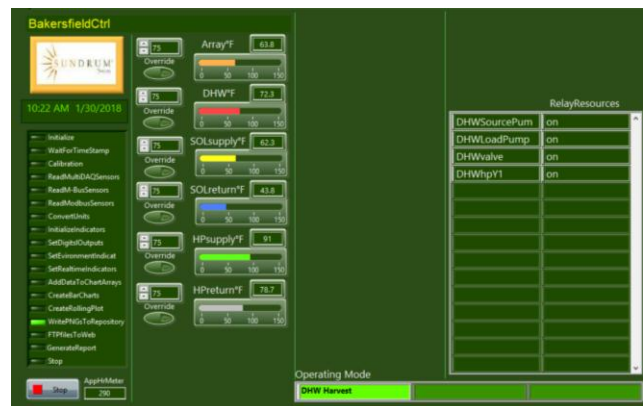 BakersfieldCtrl
SUNDRUM
Solar
10:22 AM 1/30/2018
Initialize
WaitForTimeStamp
Calibration
ReadMultiDAQSensors
ReadM-BusSensors
ReadModbusSensors
ConvertUnits
InitializeIndicators
SetDigitslOutputs
SetEvironmentIndicat
SetRealtimeIndicators
AddDataToChartArrays
CreateBarCharts
CreateRollingPlot
WritePNGsToRepository
FTPfilesToWeb
GenerateReport
Stop
Stop
AppHrMeter
290
75 Array°F 63.8
Override
0 50 100 150
75 DHW°F 72.3
Override
0 50 100 150
75 SOLsupply°F 62.3
Override
0 50 100 150
75 SOLreturn°F 43.8
Override
0 50 100 150
75 HPsupply°F 91
Override
0 50 100 150
75 HPreturn°F 78.7
Override
0 50 100 150
RelayResources
DHWSourcePum on
DHWLoadPump on
DHWvalve on
DHWhpY1 on
Operating Mode
DHW Harvest